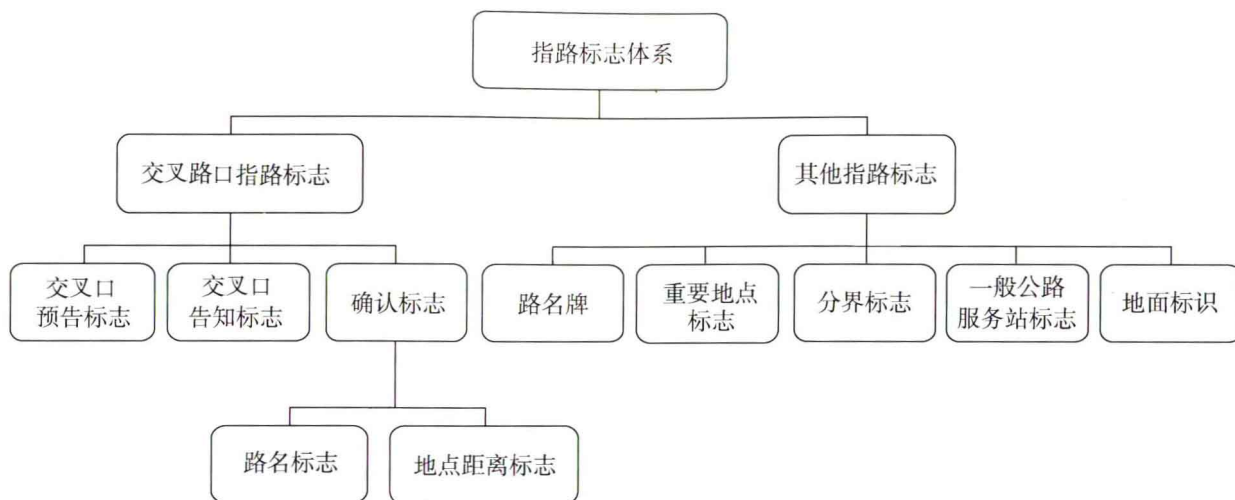 指路标志体系
交叉路口指路标志
其他指路标志
交叉口
预告标志
交叉口
告知标志
确认标志
路名牌
重要地点
标志
分界标志
一般公路
服务站标志
地面标识
路名标志
地点距离标志